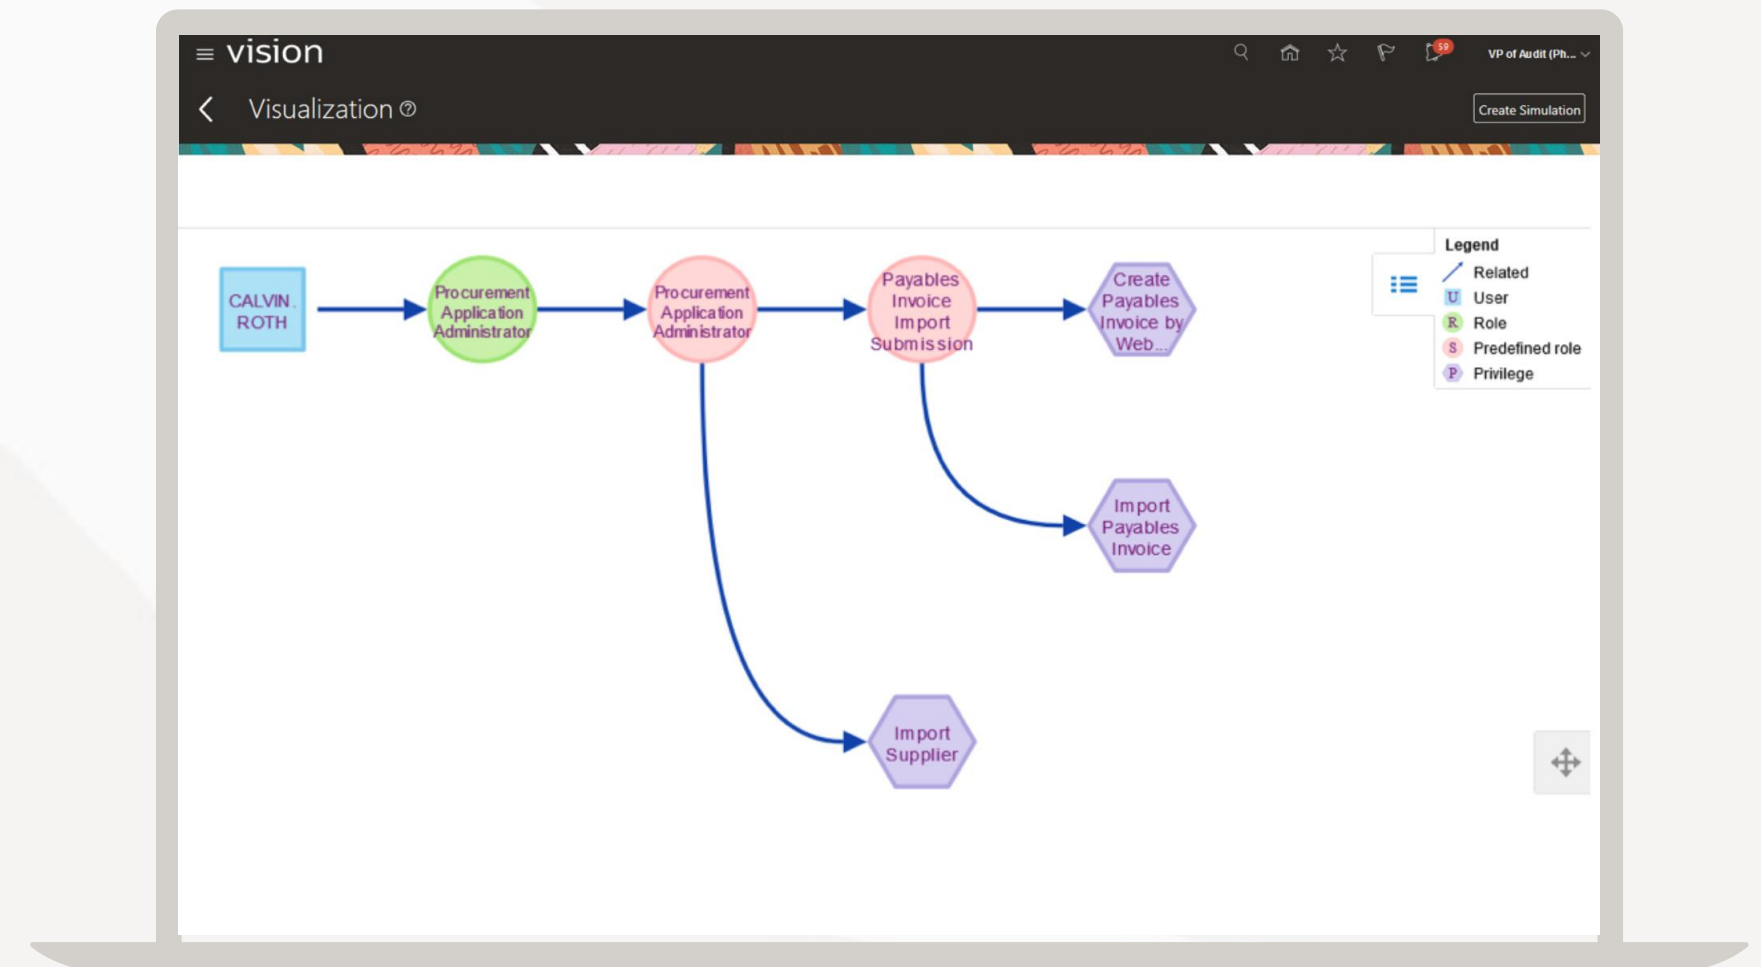 vision
59
VP of Audit (Ph...
Visualization
Create Simulation
CALVIN.
ROTH
Procurement
Application
Administrator
Procurement
Application
Administrator
Payables
Invoice
Import
Submission
Create
Payables
Invoice by
Web...
Legend
Related
U User
R Role
S Predefined role
P Privilege
Import
Payables
Invoice
Import
Supplier